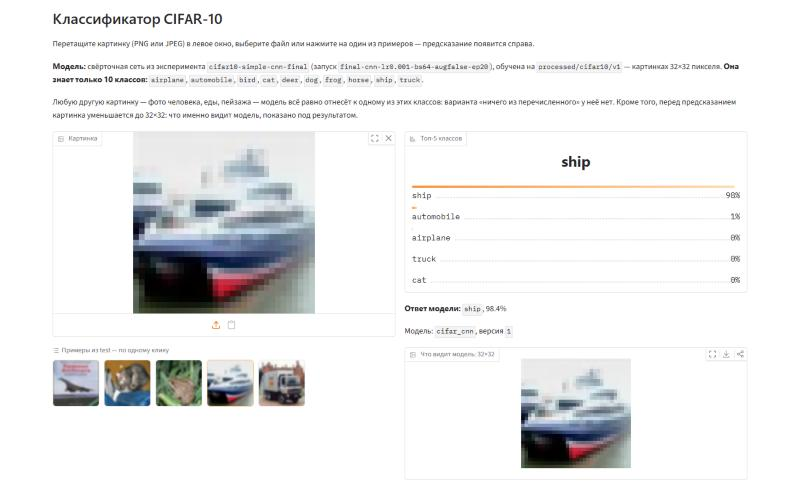 Классификатор CIFAR-10
Перетащите картинку (PNG или JPEG) в левое окно, выберите файл или нажмите на один из примеров — предсказание появится справа.
Модель: свёрточная сеть из эксперимента cifar10-simple-cnn-final (запуск final-cnn-lr0.001-bs64-augfalse-ep20), обучена на processed/cifar10/v1 — картинках 32×32 пикселя. Она
знает только 10 классов: airplane, automobile, bird, cat, deer, dog, frog, horse, ship, truck.
Любую другую картинку — фото человека, еды, пейзажа — модель всё равно отнесёт к одному из этих классов: варианта «ничего из перечисленного» у неё нет. Кроме того, перед предсказанием
картинка уменьшается до 32×32: что именно видит модель, показано под результатом.
Картинка
Топ-5 классов
ship
ship 98%
automobile 1%
airplane 0%
truck 0%
cat 0%
Ответ модели: ship, 98.4%
Модель: cifar_cnn, версия 1
Примеры из test — по одному клику
Что видит модель: 32×32